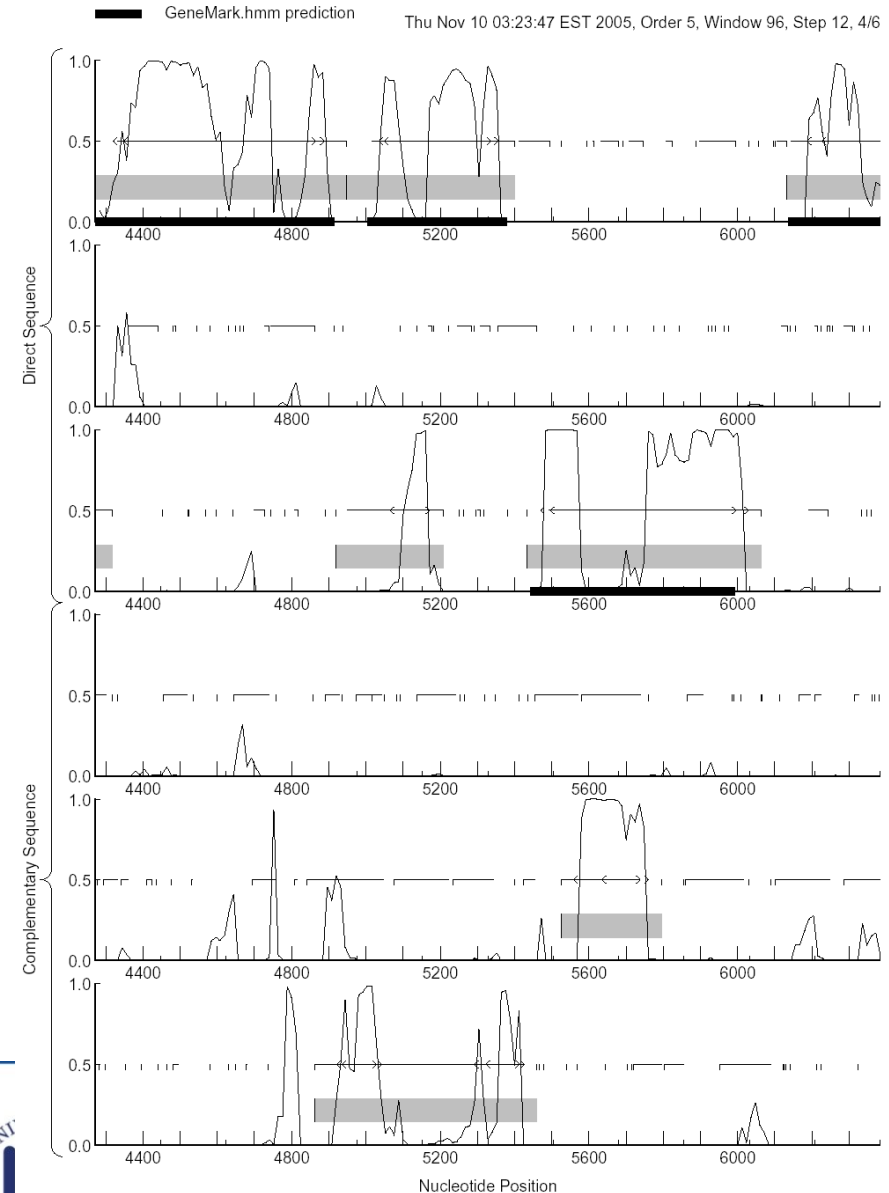 GeneMark.hmm prediction
Thu Nov 10 03:23:47 EST 2005, Order 5, Window 96, Step 12, 4/6
Direct Sequence
1.0
0.5
0.0
4400 4800 5200 5600 6000
1.0
0.5
0.0
4400 4800 5200 5600 6000
1.0
0.5
0.0
4400 4800 5200 5600 6000
Complementary Sequence
1.0
0.5
0.0
4400 4800 5200 5600 6000
1.0
0.5
0.0
4400 4800 5200 5600 6000
1.0
0.5
0.0
4400 4800 5200 5600 6000
Nucleotide Position